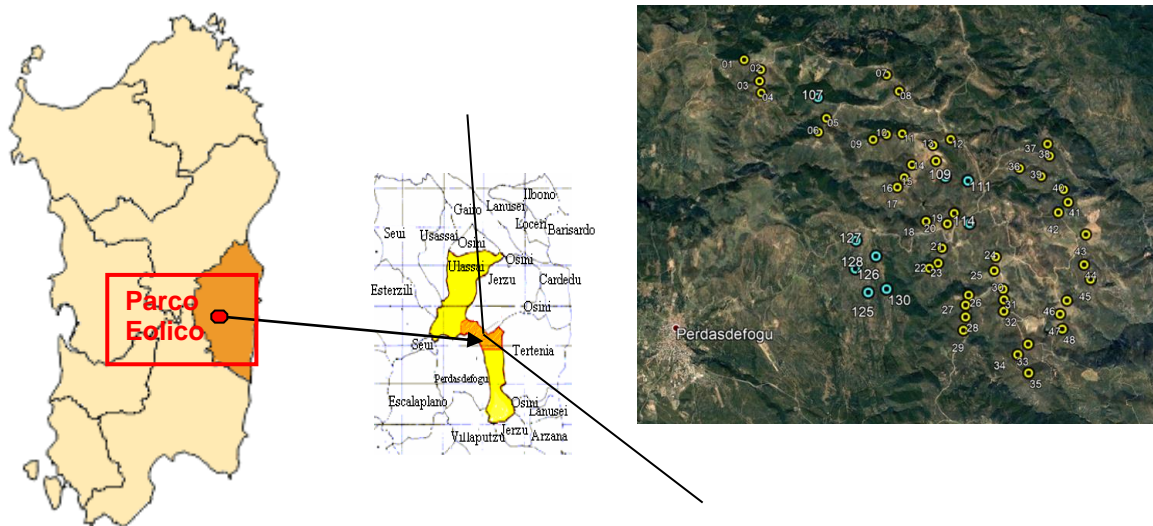 Parco
Eolico
Ilbono
Lanusei
Gairo
Loceri
Barisardo
Seui
Usassai
Osini
Osini
Ulassai
Jerzu
Cardedu
Esterzili
Osini
Seui
Tertenia
Perdasdefogu
Escalaplano
Osini
Lanusei
Jerzu
Villaputzu
Arzana
01
02
03
04
107
07
08
05
06
09
10
11
13
12
14
109
15
16
111
17
37
38
36
39
40
41
42
43
44
45
18
19
114
20
21
22
23
127
128
126
125
130
24
25
30
31
32
26
27
28
29
46
47
48
Perdasdefogu
33
34
35